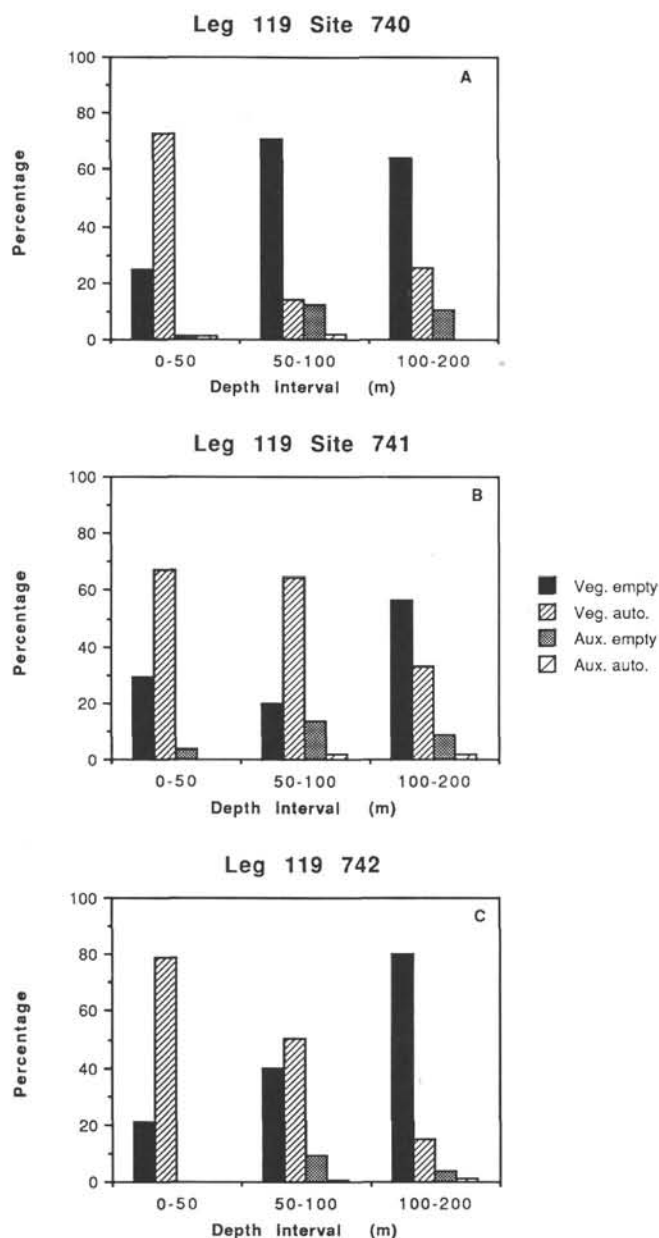 Leg 119 Site 740
A
Percentage
100
80
60
40
20
0
0-50 50-100 100-200
Depth Interval (m)
Leg 119 Site 741
B
Percentage
100
80
60
40
20
0
0-50 50-100 100-200
Depth Interval (m)
Veg. empty
Veg. auto.
Aux. empty
Aux. auto.
Leg 119 742
C
Percentage
100
80
60
40
20
0
0-50 50-100 100-200
Depth Interval (m)